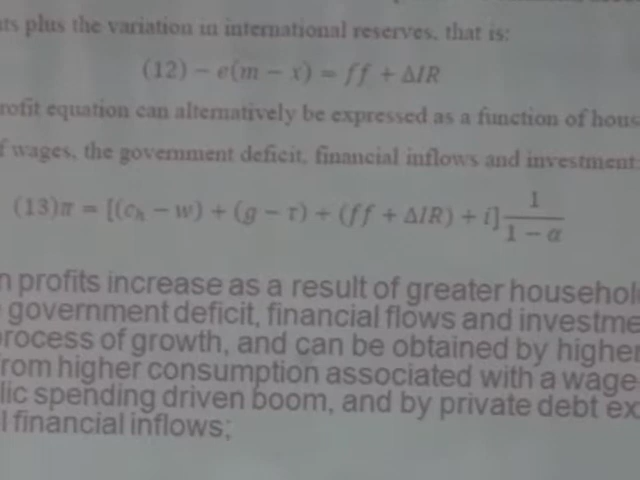 ts plus the variation in international reserves, that is:
(12) − e(m − x) = ff + ΔIR
rofit equation can alternatively be expressed as a function of hous
f wages, the government deficit, financial inflows and investment:
(13)π = [(c_h − w) + (g − τ) + (ff + ΔIR) + i] 1/(1 − α)
n profits increase as a result of greater househol
government deficit, financial flows and investme
rocess of growth, and can be obtained by higher
rom higher consumption associated with a wage
lic spending driven boom, and by private debt ex
l financial inflows;